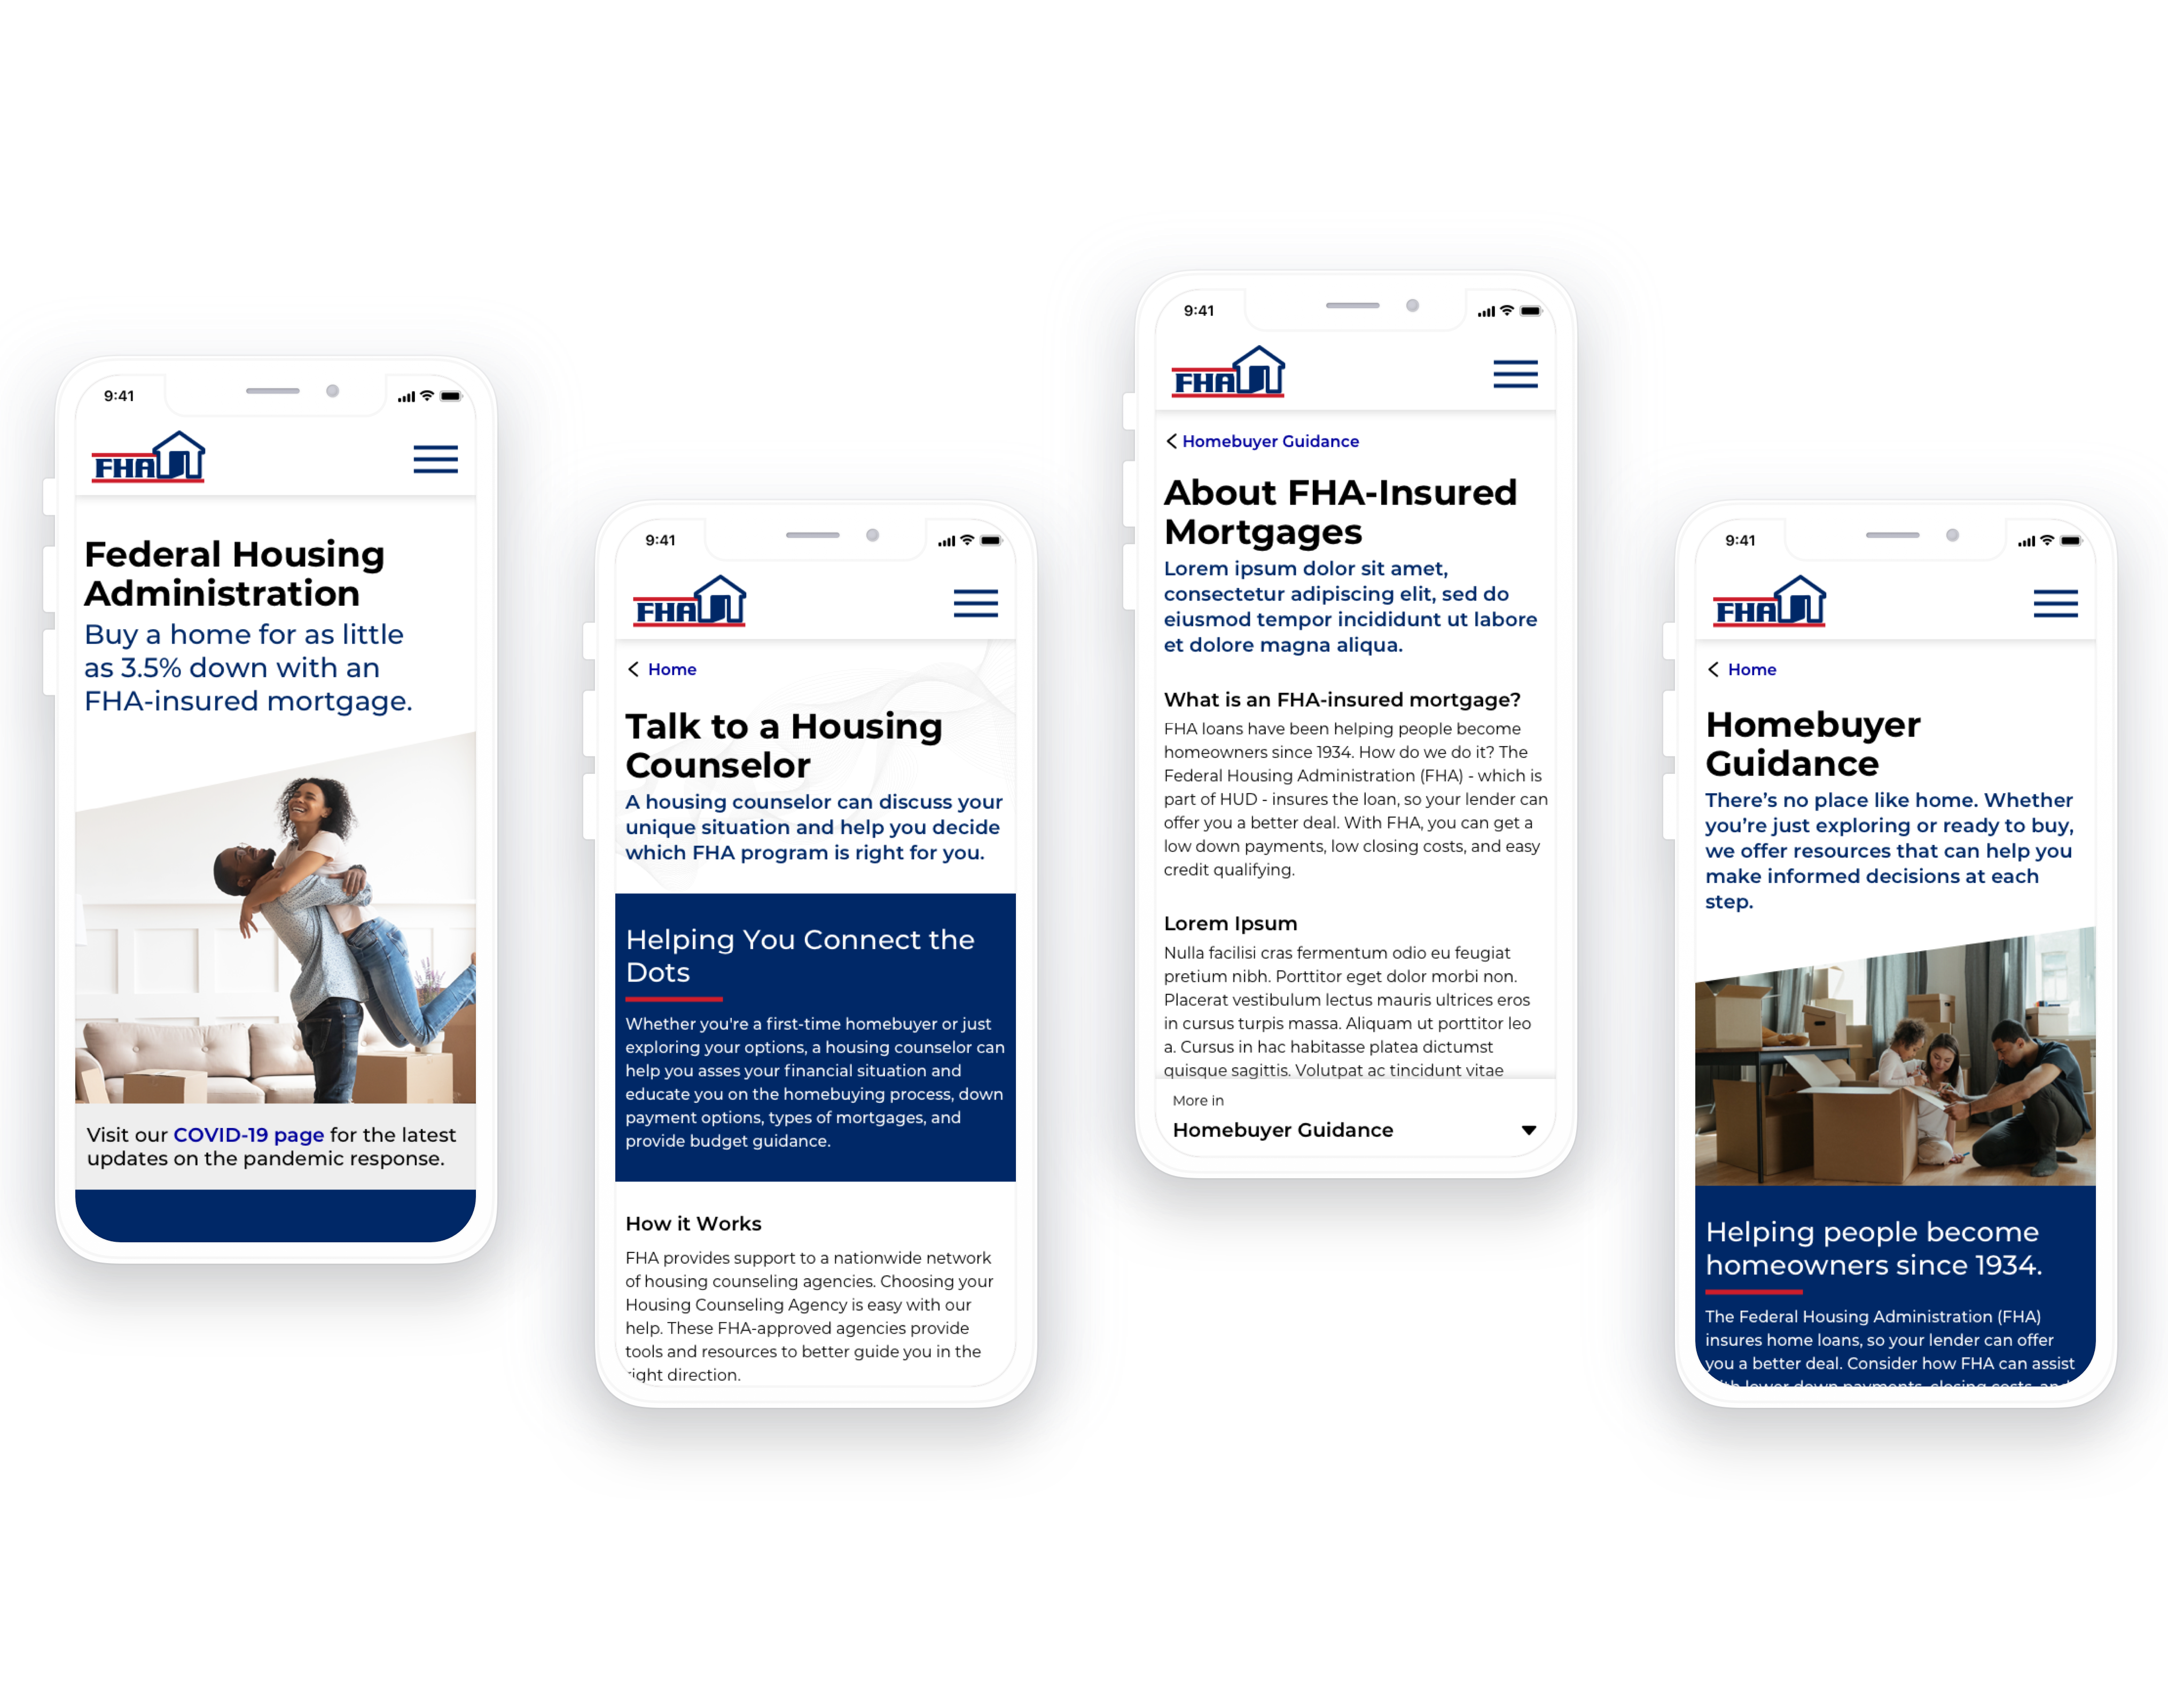 9:41
FHA
Federal Housing
Administration
Buy a home for as little
as 3.5% down with an
FHA-insured mortgage.
Visit our COVID-19 page for the latest
updates on the pandemic response.
9:41
FHA
Home
Talk to a Housing
Counselor
A housing counselor can discuss your
unique situation and help you decide
which FHA program is right for you.
Helping You Connect the
Dots
Whether you're a first-time homebuyer or just
exploring your options, a housing counselor can
help you asses your financial situation and
educate you on the homebuying process, down
payment options, types of mortgages, and
provide budget guidance.
How it Works
FHA provides support to a nationwide network
of housing counseling agencies. Choosing your
Housing Counseling Agency is easy with our
help. These FHA-approved agencies provide
tools and resources to better guide you in the
right direction.
9:41
FHA
Homebuyer Guidance
About FHA-Insured
Mortgages
Lorem ipsum dolor sit amet,
consectetur adipiscing elit, sed do
eiusmod tempor incididunt ut labore
et dolore magna aliqua.
What is an FHA-insured mortgage?
FHA loans have been helping people become
homeowners since 1934. How do we do it? The
Federal Housing Administration (FHA) - which is
part of HUD - insures the loan, so your lender can
offer you a better deal. With FHA, you can get a
low down payments, low closing costs, and easy
credit qualifying.
Lorem Ipsum
Nulla facilisi cras fermentum odio eu feugiat
pretium nibh. Porttitor eget dolor morbi non.
Placerat vestibulum lectus mauris ultrices eros
in cursus turpis massa. Aliquam ut porttitor leo
a. Cursus in hac habitasse platea dictumst
quisque sagittis. Volutpat ac tincidunt vitae
More in
Homebuyer Guidance
9:41
FHA
Home
Homebuyer
Guidance
There’s no place like home. Whether
you’re just exploring or ready to buy,
we offer resources that can help you
make informed decisions at each
step.
Helping people become
homeowners since 1934.
The Federal Housing Administration (FHA)
insures home loans, so your lender can offer
you a better deal. Consider how FHA can assist
with lower down payments, closing costs, and